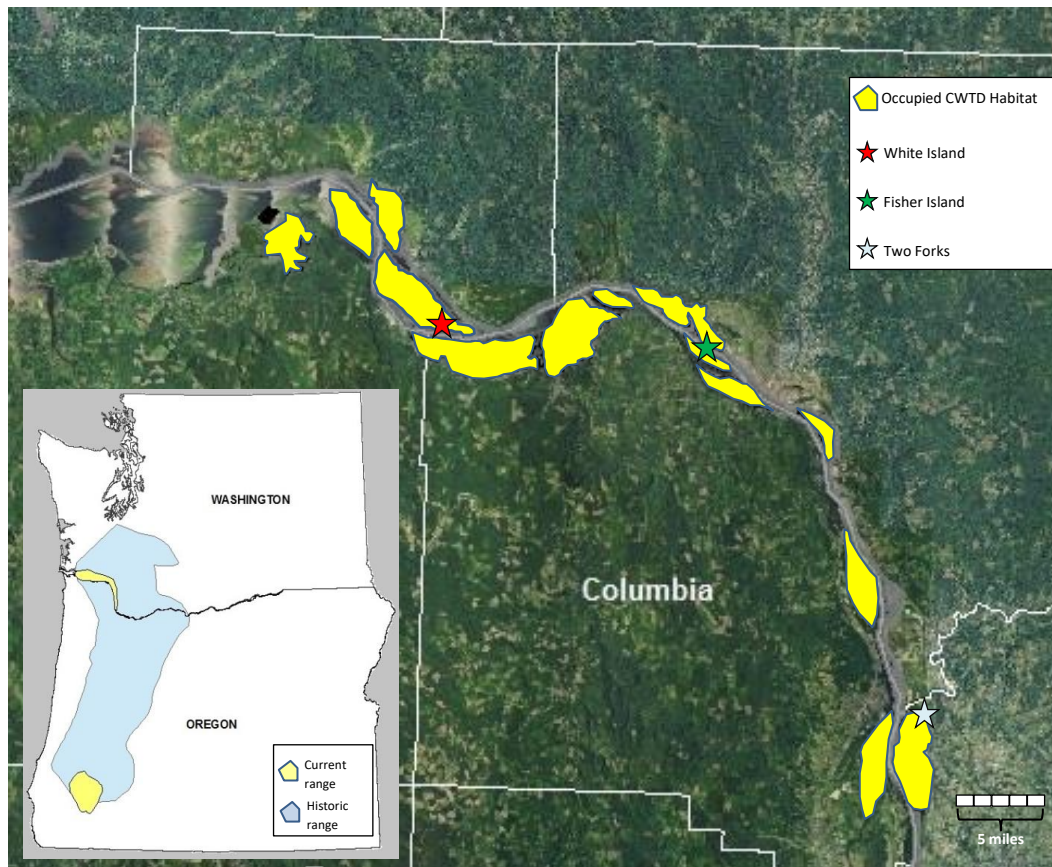 Occupied CWTD Habitat
White Island
Fisher Island
Two Forks
WASHINGTON
Columbia
OREGON
Current
range
Historic
range
5 miles